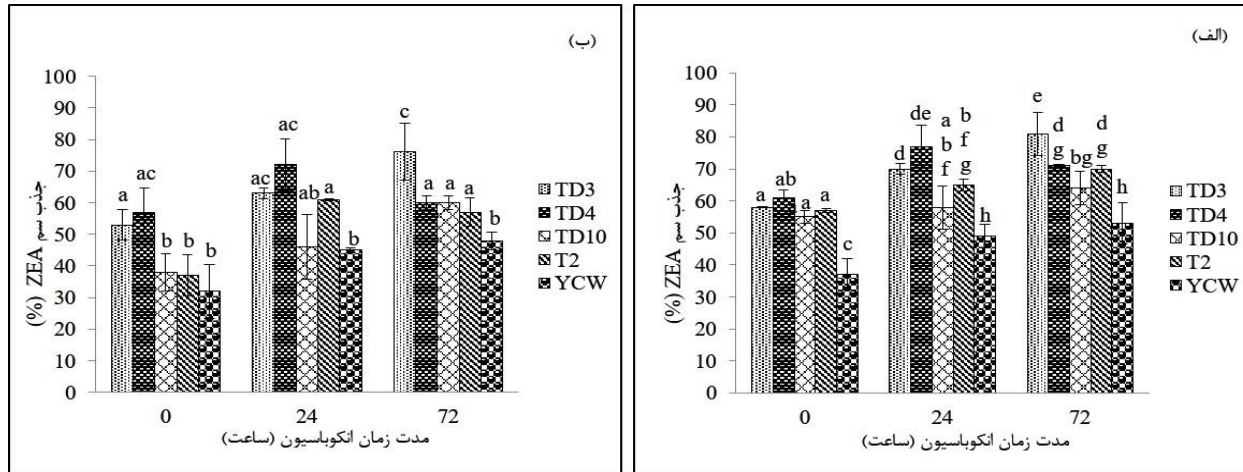 (الف)
جذب سم ZEA (%)
100
90
80
70
60
50
40
30
20
10
0
a
ab
a
a
c
d
de
a
b
f
b
f
g
h
e
d
g
bg
d
g
h
0
24
72
مدت زمان انکوباسیون (ساعت)
TD3
TD4
TD10
T2
YCW
(ب)
جذب سم ZEA (%)
100
90
80
70
60
50
40
30
20
10
0
a
ac
b
b
b
ac
ac
ab
a
b
c
a
a
a
b
0
24
72
مدت زمان انکوباسیون (ساعت)
TD3
TD4
TD10
T2
YCW